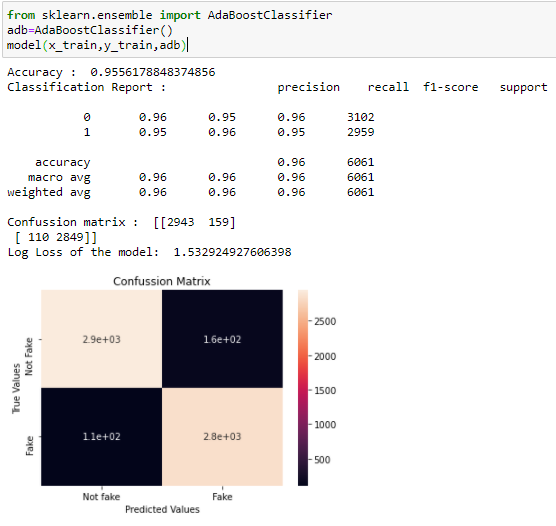 from sklearn.ensemble import AdaBoostClassifier
adb=AdaBoostClassifier()
model(x_train,y_train,adb)
Accuracy :  0.9556178848374856
Classification Report :                precision    recall  f1-score   support
           0       0.96      0.95      0.96      3102
           1       0.95      0.96      0.95      2959
    accuracy                           0.96      6061
   macro avg       0.96      0.96      0.96      6061
weighted avg       0.96      0.96      0.96      6061
Confussion matrix :  [[2943  159]
 [ 110 2849]]
Log Loss of the model:  1.532924927606398
Confussion Matrix
True Values
Not Fake
Fake
2.9e+03
1.6e+02
1.1e+02
2.8e+03
Not fake
Fake
Predicted Values
2500
2000
1500
1000
500